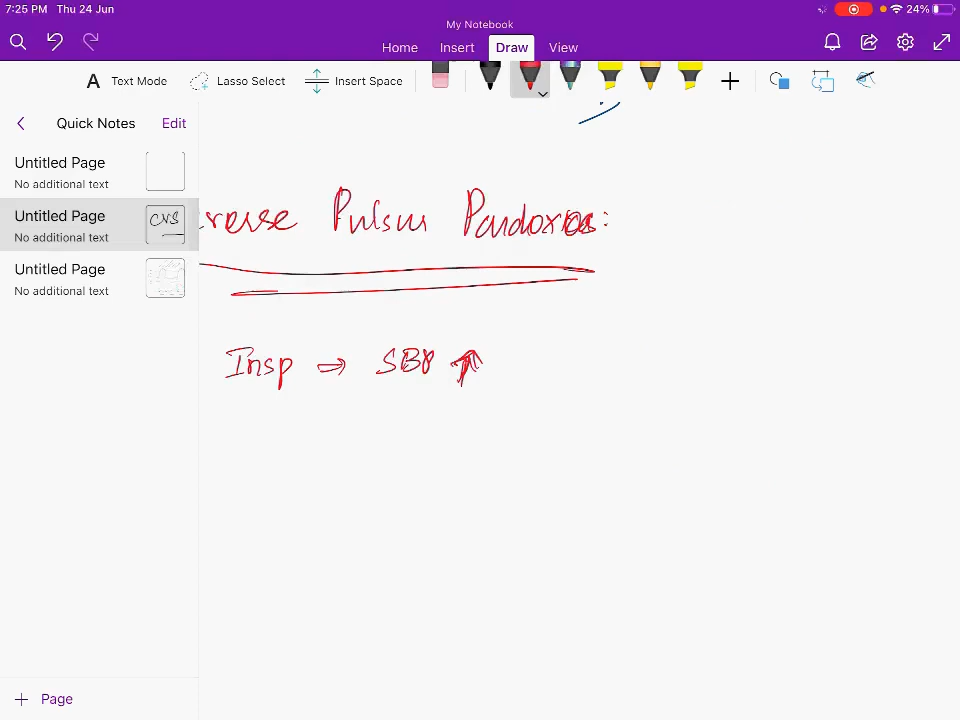 7:25 PM Thu 24 Jun 24%
My Notebook
Home Insert Draw View
A Text Mode Lasso Select Insert Space
Quick Notes Edit
Untitled Page
No additional text
Untitled Page
No additional text
CVS
Untitled Page
No additional text
erse Pulsus Paradoxus:
Insp ⇒ SBP ↑
+ Page